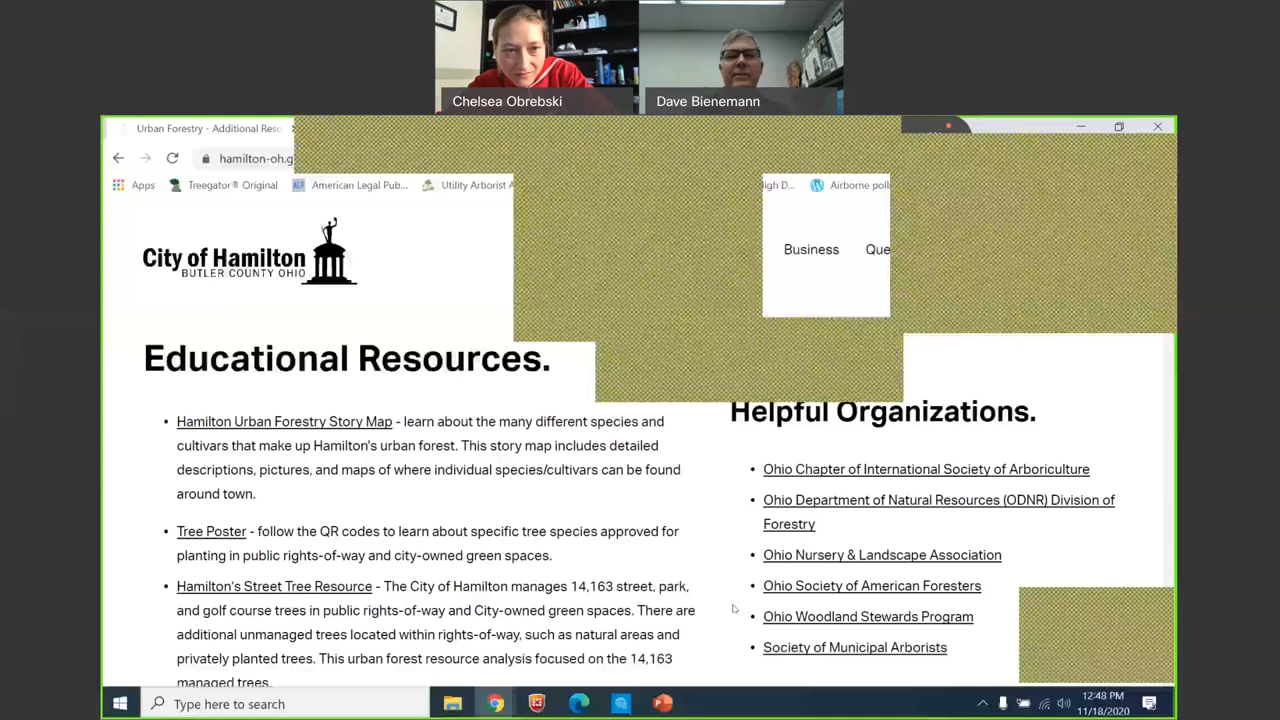 Chelsea Obrebski
Dave Bienemann
Urban Forestry - Additional Reso
hamilton-oh.g
Apps
Treegator® Original
American Legal Pub...
Utility Arborist A
igh D...
Airborne poll
City of Hamilton
BUTLER COUNTY OHIO
Business
Que
Educational Resources.
• Hamilton Urban Forestry Story Map - learn about the many different species and
cultivars that make up Hamilton's urban forest. This story map includes detailed
descriptions, pictures, and maps of where individual species/cultivars can be found
around town.
• Tree Poster - follow the QR codes to learn about specific tree species approved for
planting in public rights-of-way and city-owned green spaces.
• Hamilton's Street Tree Resource - The City of Hamilton manages 14,163 street, park,
and golf course trees in public rights-of-way and City-owned green spaces. There are
additional unmanaged trees located within rights-of-way, such as natural areas and
privately planted trees. This urban forest resource analysis focused on the 14,163
managed trees.
Helpful Organizations.
• Ohio Chapter of International Society of Arboriculture
• Ohio Department of Natural Resources (ODNR) Division of
Forestry
• Ohio Nursery & Landscape Association
• Ohio Society of American Foresters
• Ohio Woodland Stewards Program
• Society of Municipal Arborists
Type here to search
12:48 PM
11/18/2020